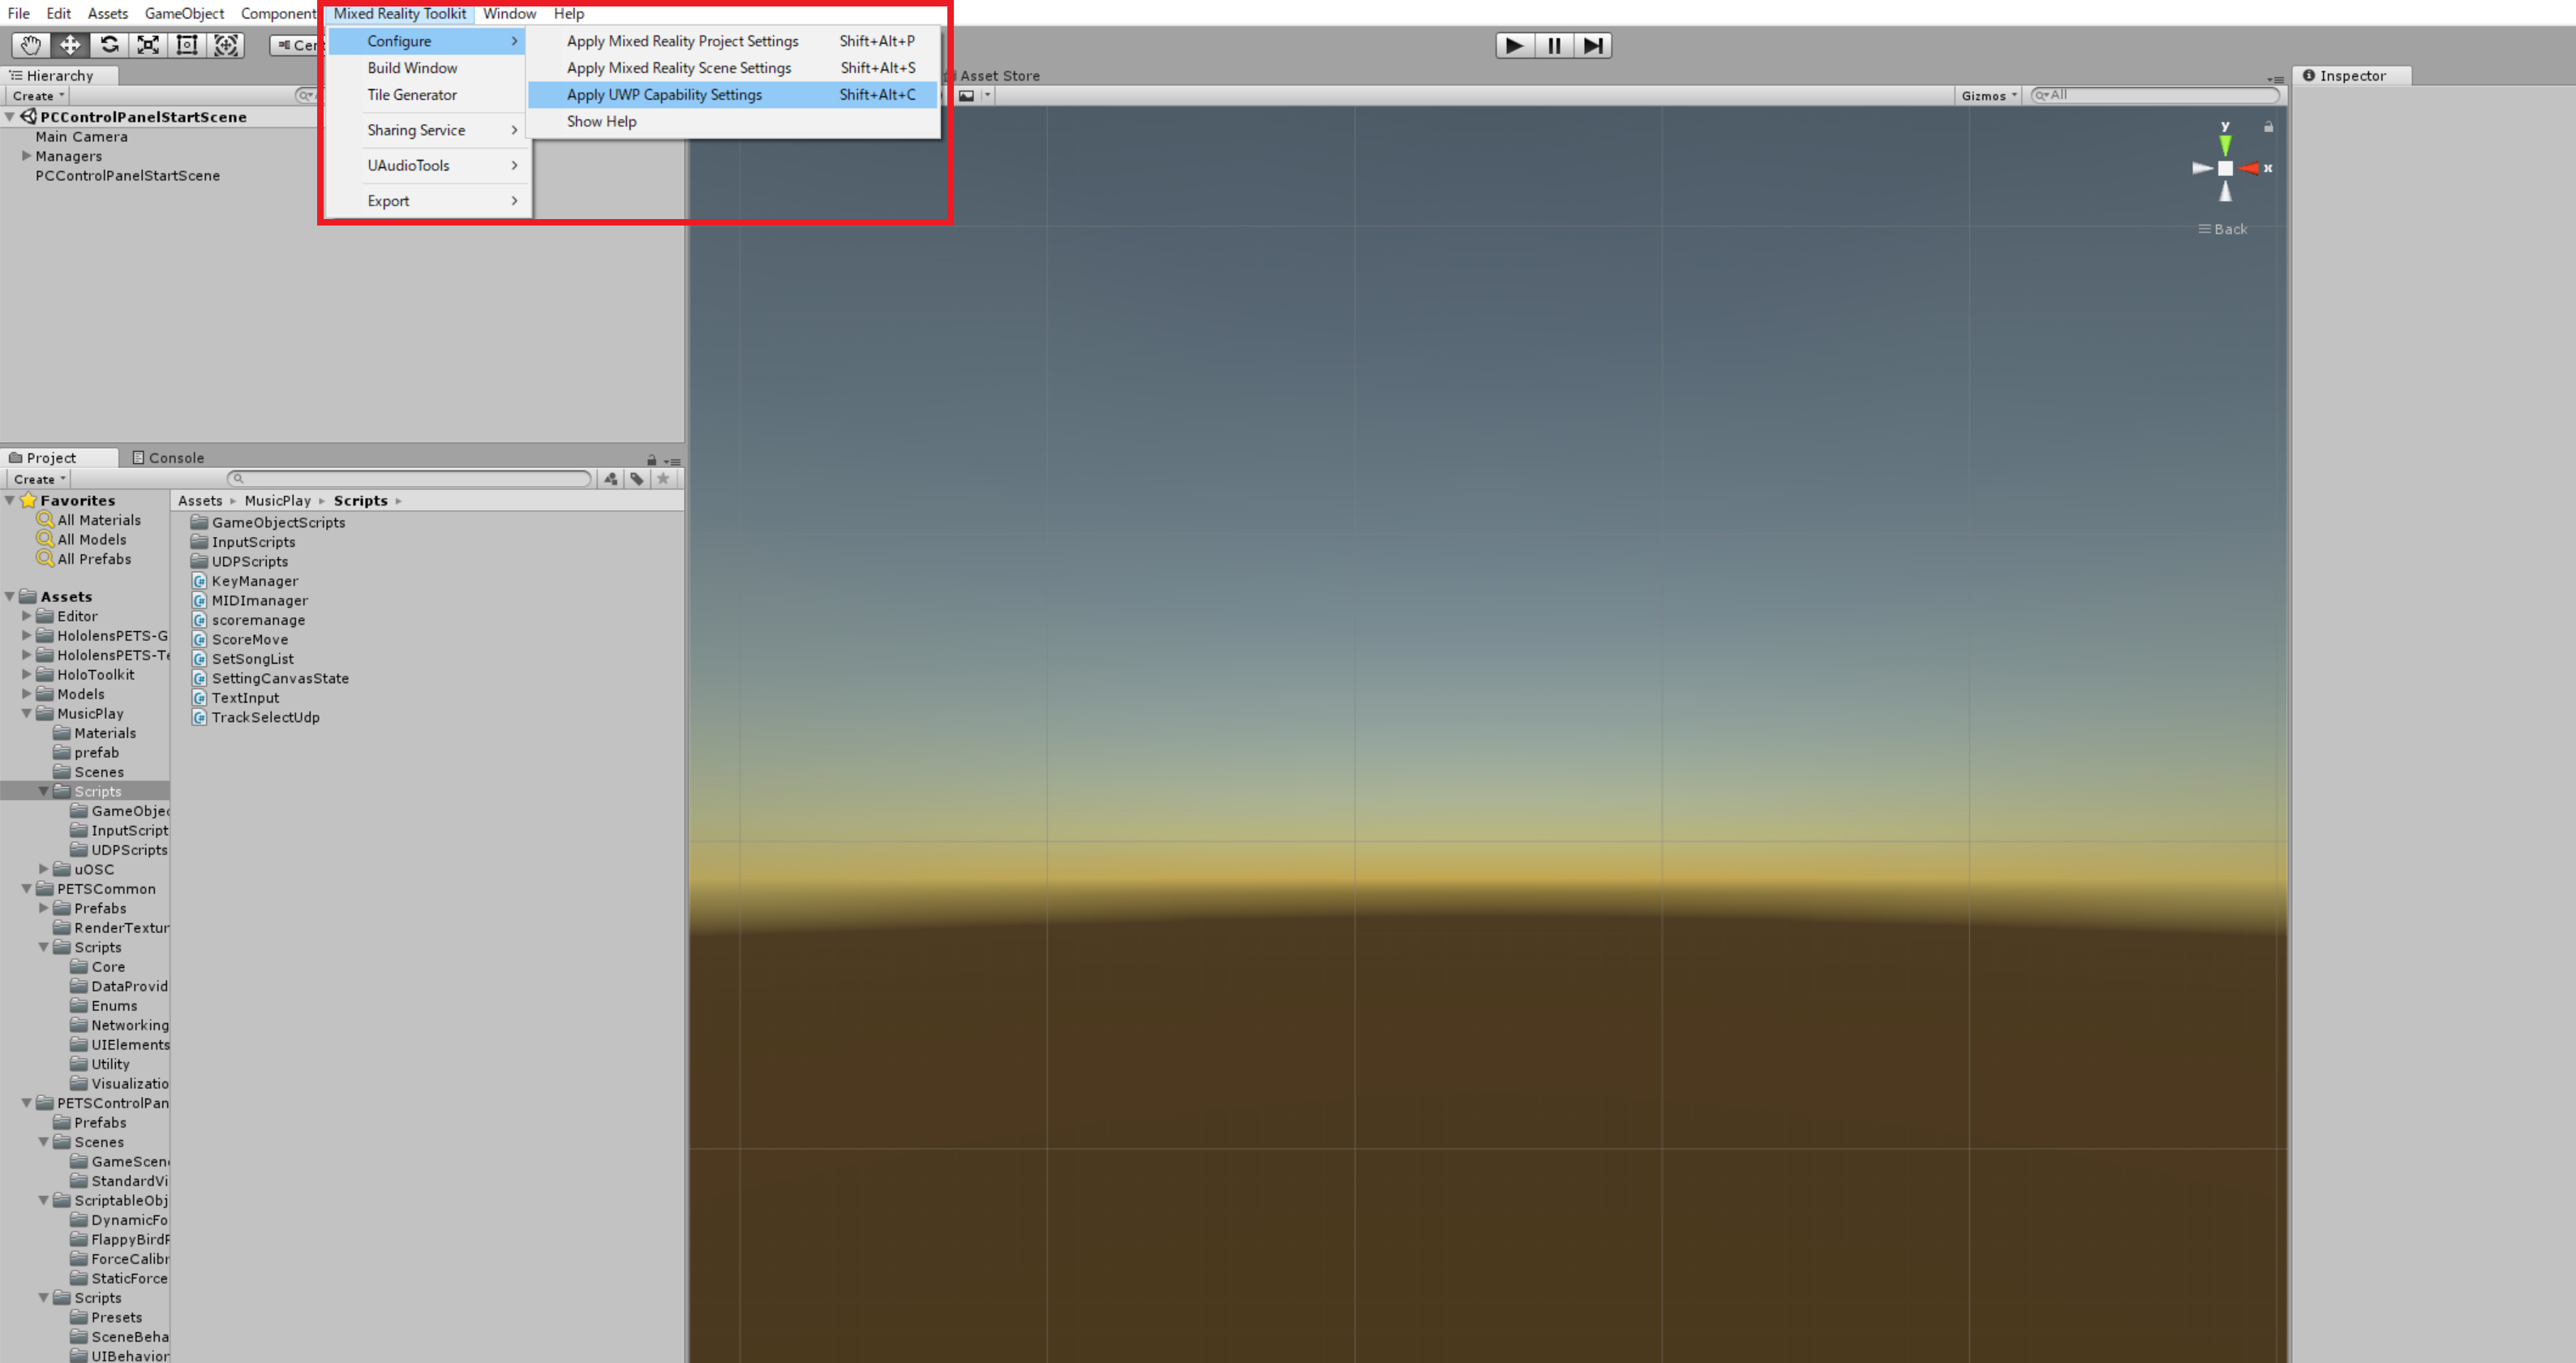 File Edit Assets GameObject Component Mixed Reality Toolkit Window Help
Configure
Build Window
Tile Generator
Sharing Service
UAudioTools
Export
Apply Mixed Reality Project Settings Shift+Alt+P
Apply Mixed Reality Scene Settings Shift+Alt+S
Apply UWP Capability Settings Shift+Alt+C
Show Help
Cent
Hierarchy
Create
PCControlPanelStartScene
Main Camera
Managers
PCControlPanelStartScene
Asset Store
Gizmos
All
y
x
Back
Inspector
Project Console
Create
Favorites
All Materials
All Models
All Prefabs
Assets
Editor
HololensPETS-G
HololensPETS-Te
HoloToolkit
Models
MusicPlay
Materials
prefab
Scenes
Scripts
GameObjec
InputScript
UDPScripts
uOSC
PETSCommon
Prefabs
RenderTextur
Scripts
Core
DataProvid
Enums
Networking
UIElements
Utility
Visualizatio
PETSControlPan
Prefabs
Scenes
GameScen
StandardVi
ScriptableObj
DynamicFo
FlappyBird
ForceCalibr
StaticForce
Scripts
Presets
SceneBeha
UIBehavior
Assets MusicPlay Scripts
GameObjectScripts
InputScripts
UDPScripts
KeyManager
MIDImanager
scoremanage
ScoreMove
SetSongList
SettingCanvasState
TextInput
TrackSelectUdp